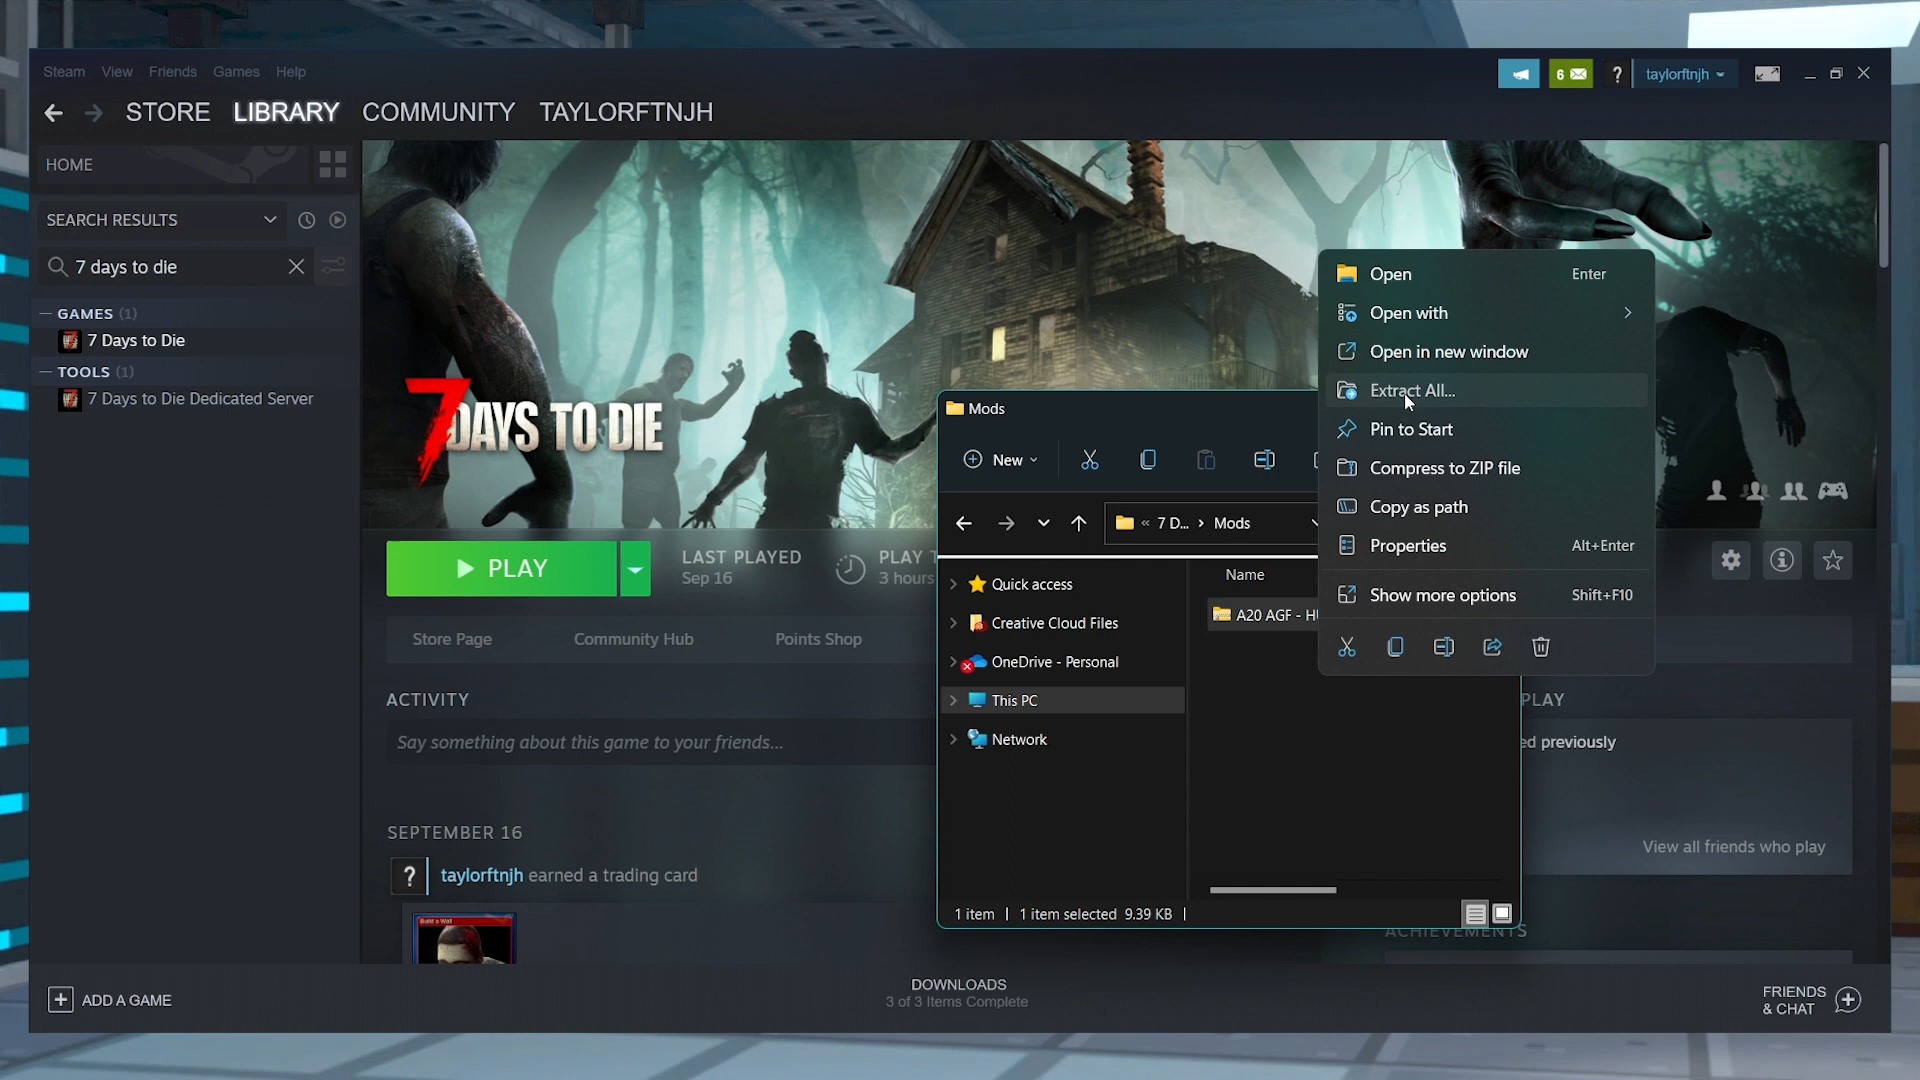 Steam View Friends Games Help
6 ? taylorftnjh
STORE LIBRARY COMMUNITY TAYLORFTNJH
HOME
SEARCH RESULTS
7 days to die
GAMES (1)
7 Days to Die
TOOLS (1)
7 Days to Die Dedicated Server
7 DAYS TO DIE
PLAY
LAST PLAYED
Sep 16
PLAY T
3 hours
Store Page Community Hub Points Shop
ACTIVITY
Say something about this game to your friends...
SEPTEMBER 16
? taylorftnjh earned a trading card
Build a Wall
Mods
New
« 7 D... > Mods
Quick access
Creative Cloud Files
OneDrive - Personal
This PC
Network
Name
A20 AGF - H
1 item 1 item selected 9.39 KB
Open Enter
Open with
Open in new window
Extract All...
Pin to Start
Compress to ZIP file
Copy as path
Properties Alt+Enter
Show more options Shift+F10
PLAY
ed previously
View all friends who play
ACHIEVEMENTS
ADD A GAME
DOWNLOADS
3 of 3 Items Complete
FRIENDS
& CHAT